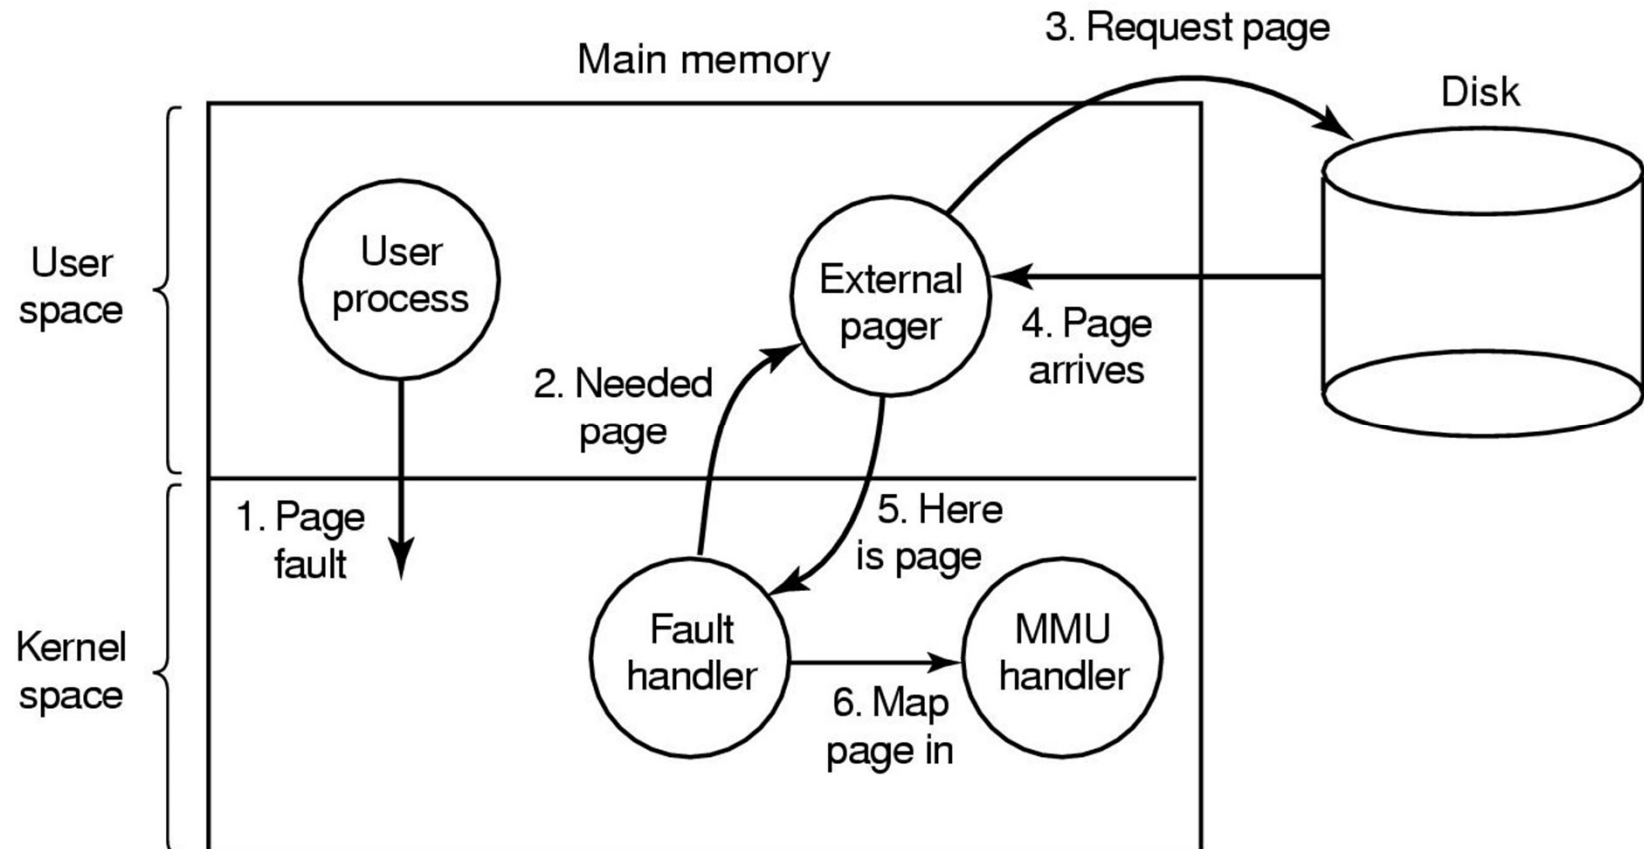 3. Request page
Main memory
Disk
User
space
User
process
External
pager
4. Page
arrives
2. Needed
page
1. Page
fault
5. Here
is page
Kernel
space
Fault
handler
MMU
handler
6. Map
page in